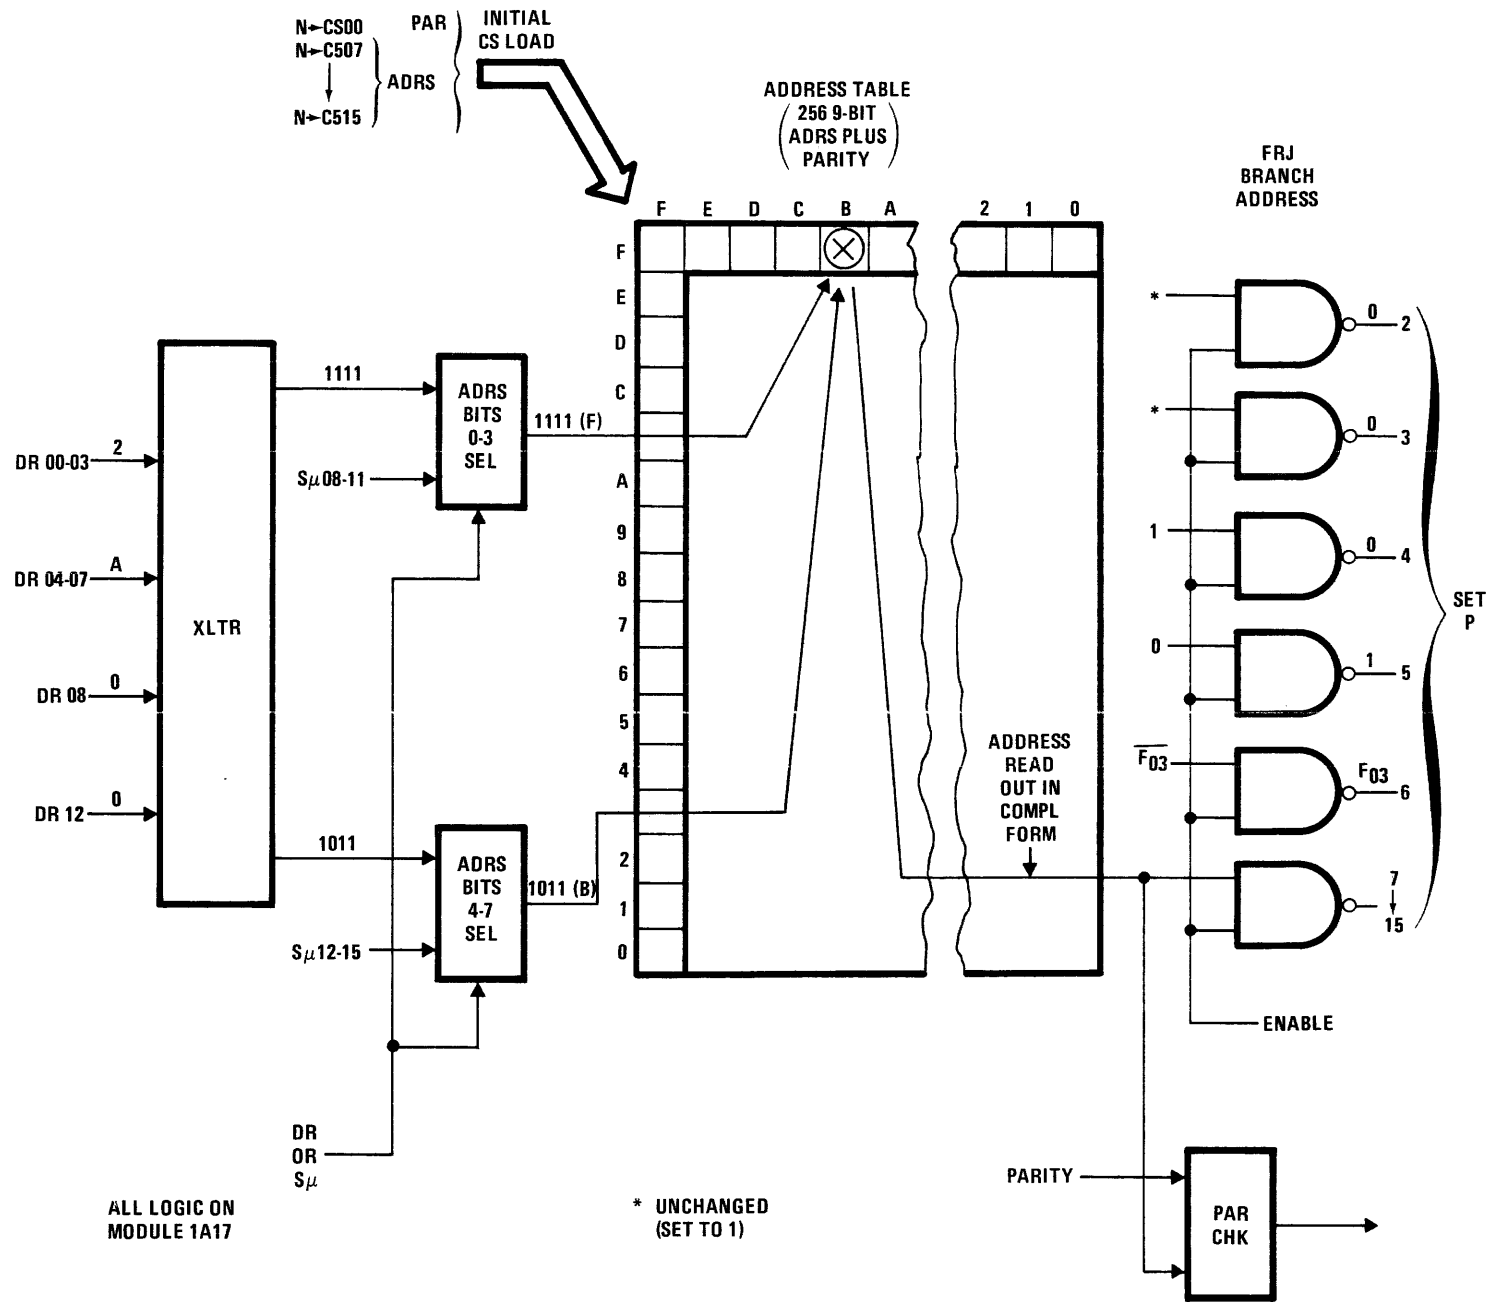 N→CS00
N→C507
N→C515
PAR
ADRS
INITIAL
CS LOAD
ADDRESS TABLE
256 9-BIT
ADRS PLUS
PARITY
FRJ
BRANCH
ADDRESS
F E D C B A 2 1 0
F
E
D
C
A
9
8
7
6
5
4
2
1
0
XLTR
DR 00-03
2
DR 04-07
A
DR 08
0
DR 12
0
1111
ADRS
BITS
0-3
SEL
1111 (F)
Sμ08-11
1011
ADRS
BITS
4-7
SEL
1011 (B)
Sμ12-15
DR
OR
Sμ
ADDRESS
READ
OUT IN
COMPL
FORM
*
0
2
*
0
3
1
0
4
0
1
5
F03
F03
6
7
15
SET
P
ENABLE
PARITY
PAR
CHK
ALL LOGIC ON
MODULE 1A17
* UNCHANGED
(SET TO 1)